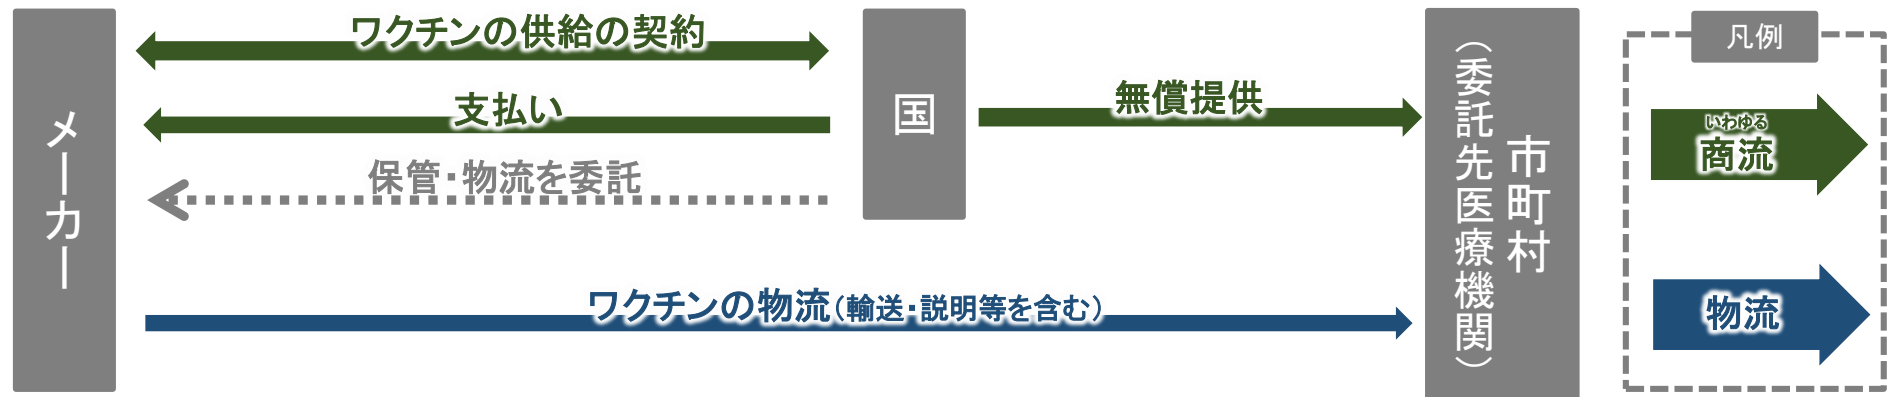 メーカー
ワクチンの供給の契約
支払い
保管・物流を委託
国
無償提供
ワクチンの物流（輸送・説明等を含む）
市町村
（委託先医療機関）
凡例
いわゆる
商流
物流